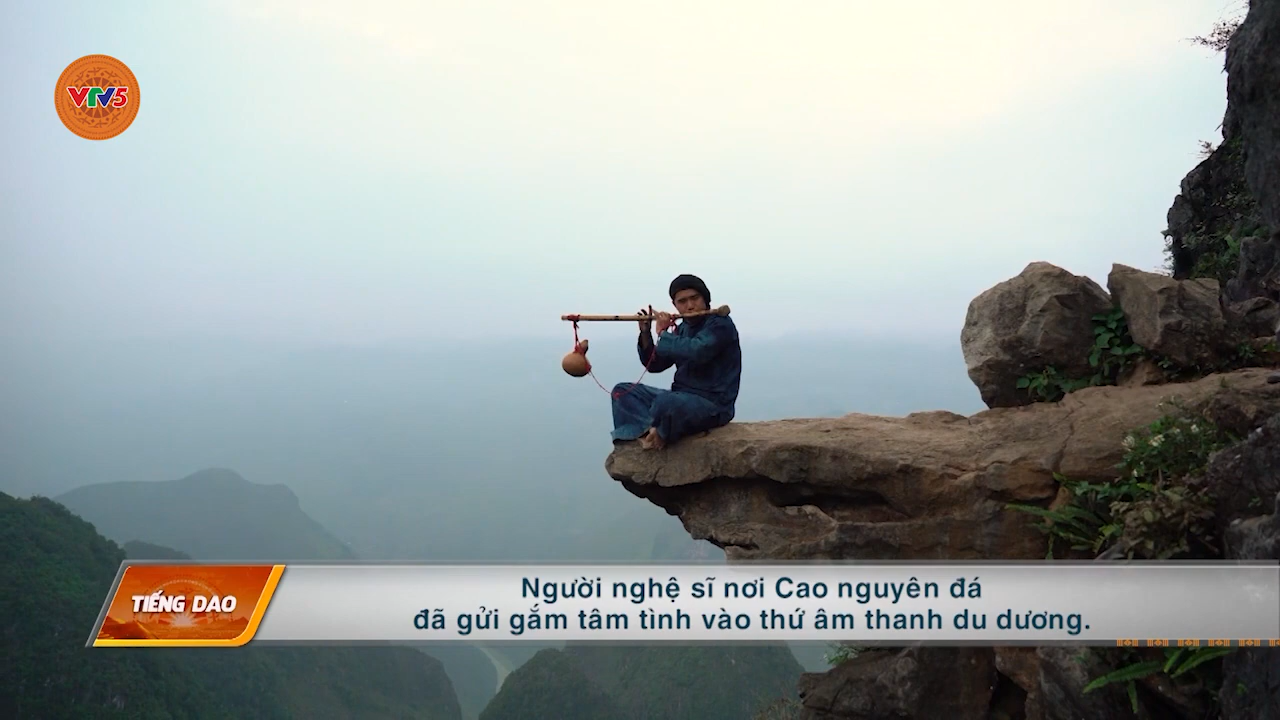 VTV5
TIẾNG DAO
Người nghệ sĩ nơi Cao nguyên đá
đã gửi gắm tâm tình vào thứ âm thanh du dương.